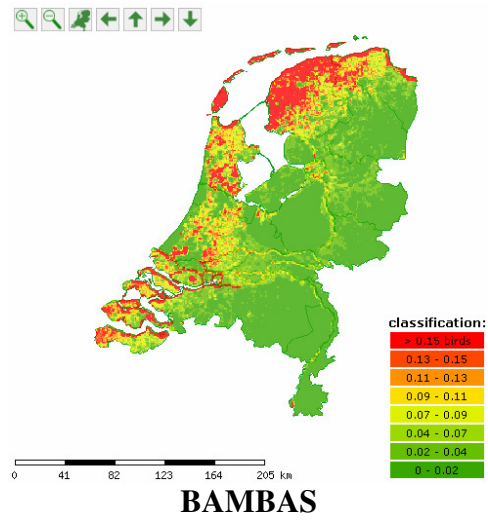 classification:
> 0.15 birds
0.13 - 0.15
0.11 - 0.13
0.09 - 0.11
0.07 - 0.09
0.04 - 0.07
0.02 - 0.04
0 - 0.02
0 41 82 123 164 205 km
BAMBAS